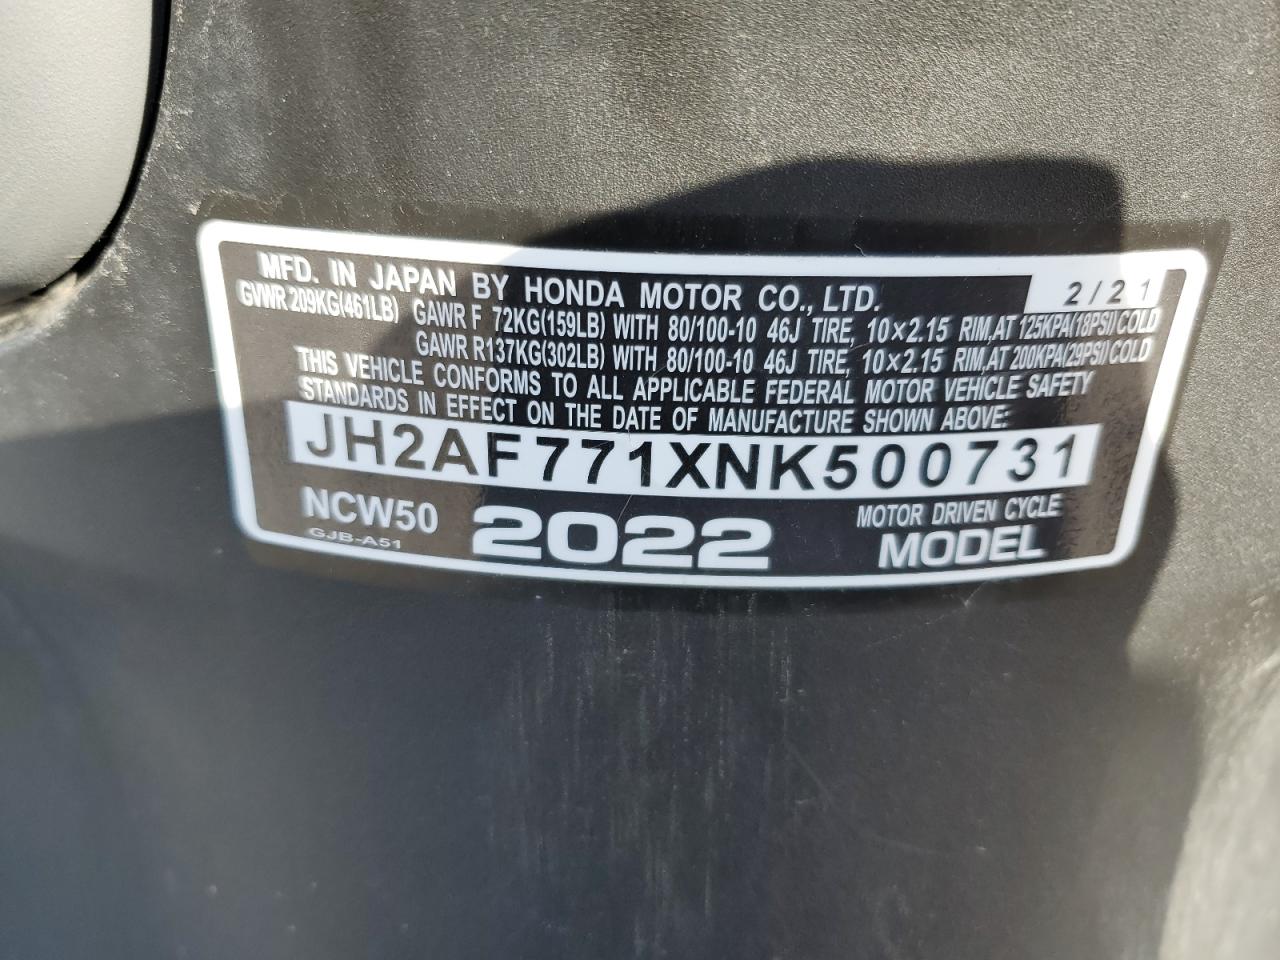 MFD. IN JAPAN BY HONDA MOTOR CO., LTD. 2/21
GVWR 209KG(461LB) GAWR F 72KG(159LB) WITH 80/100-10 46J TIRE, 10×2.15 RIM,AT 125KPA(18PSI)COLD
GAWR R137KG(302LB) WITH 80/100-10 46J TIRE, 10×2.15 RIM,AT 200KPA(29PSI)COLD
THIS VEHICLE CONFORMS TO ALL APPLICABLE FEDERAL MOTOR VEHICLE SAFETY
STANDARDS IN EFFECT ON THE DATE OF MANUFACTURE SHOWN ABOVE:
JH2AF771XNK500731
NCW50 2022 MOTOR DRIVEN CYCLE
GJB-A51 MODEL